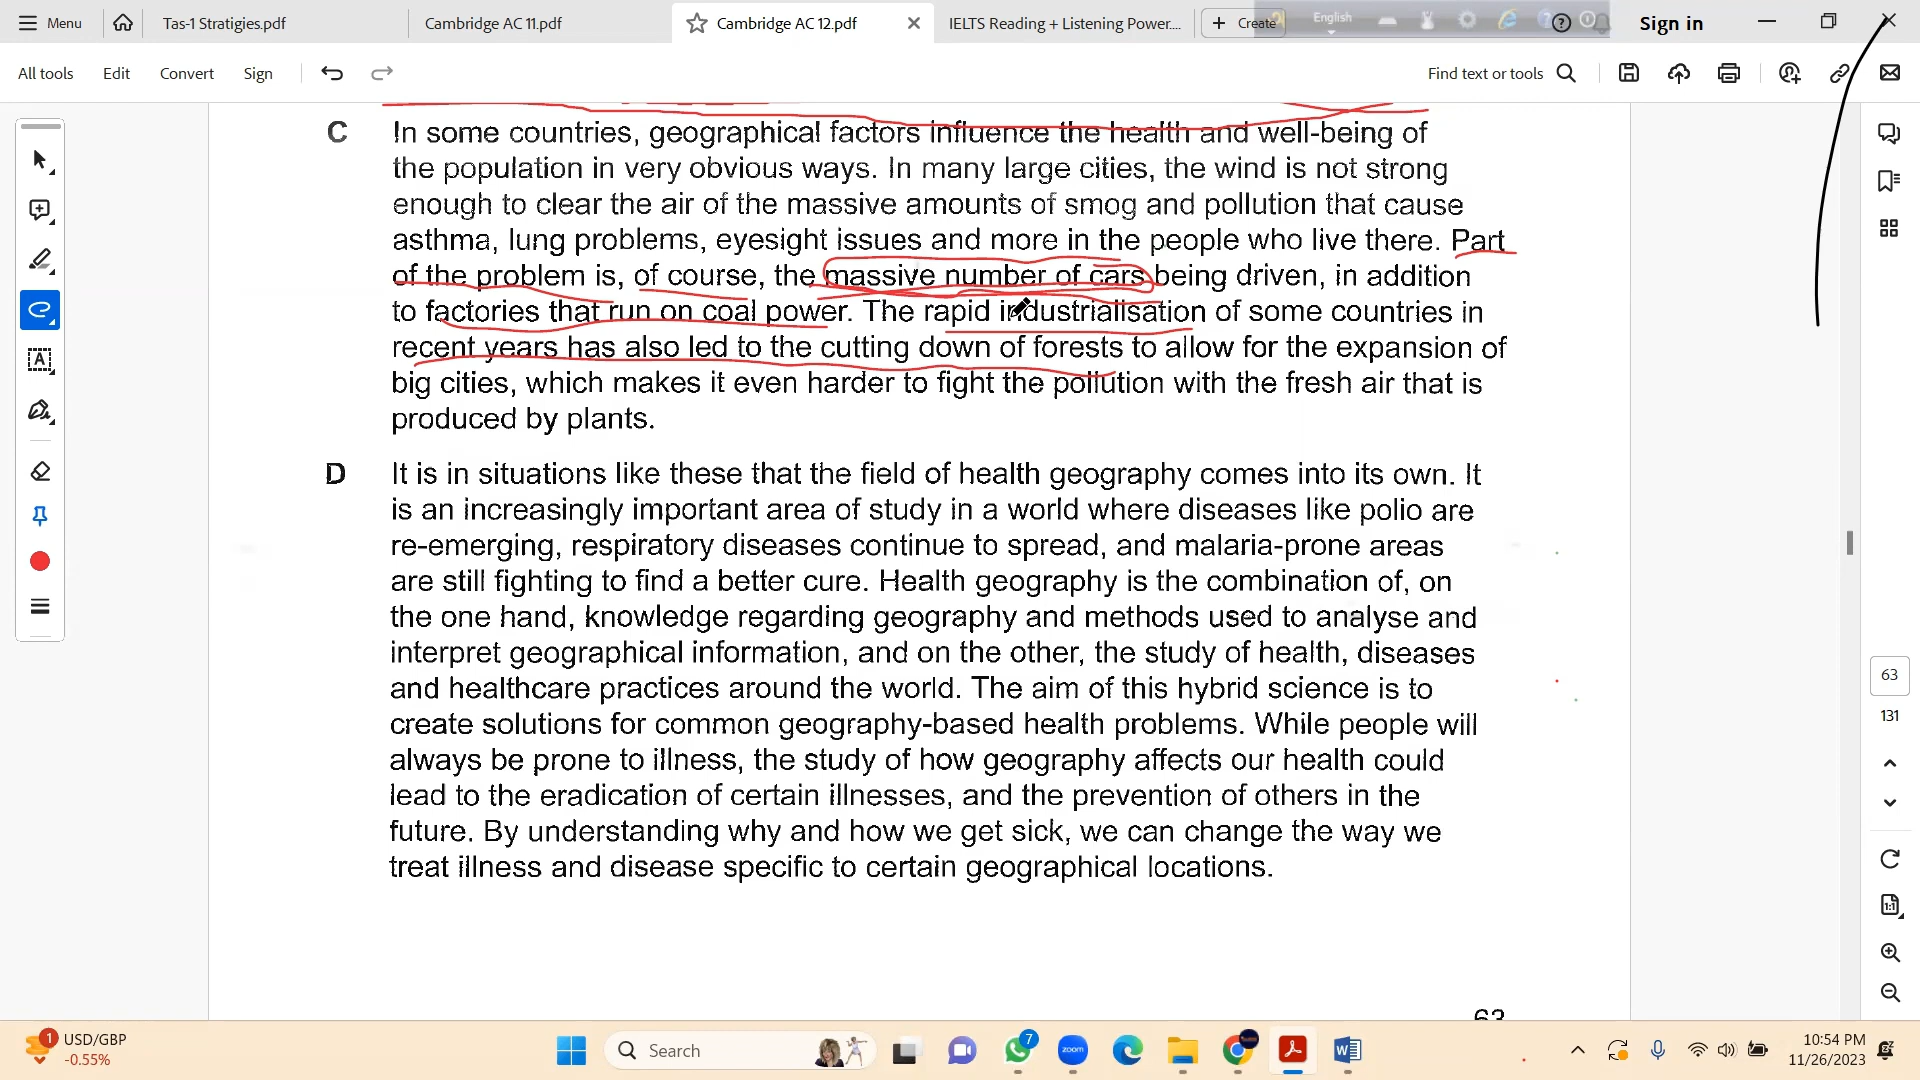 Menu
Tas-1 Stratigies.pdf
Cambridge AC 11.pdf
Cambridge AC 12.pdf
IELTS Reading + Listening Power....
Create
English
Sign in
All tools
Edit
Convert
Sign
Find text or tools
C
In some countries, geographical factors influence the health and well-being of
the population in very obvious ways. In many large cities, the wind is not strong
enough to clear the air of the massive amounts of smog and pollution that cause
asthma, lung problems, eyesight issues and more in the people who live there. Part
of the problem is, of course, the massive number of cars being driven, in addition
to factories that run on coal power. The rapid industrialisation of some countries in
recent years has also led to the cutting down of forests to allow for the expansion of
big cities, which makes it even harder to fight the pollution with the fresh air that is
produced by plants.
D
It is in situations like these that the field of health geography comes into its own. It
is an increasingly important area of study in a world where diseases like polio are
re-emerging, respiratory diseases continue to spread, and malaria-prone areas
are still fighting to find a better cure. Health geography is the combination of, on
the one hand, knowledge regarding geography and methods used to analyse and
interpret geographical information, and on the other, the study of health, diseases
and healthcare practices around the world. The aim of this hybrid science is to
create solutions for common geography-based health problems. While people will
always be prone to illness, the study of how geography affects our health could
lead to the eradication of certain illnesses, and the prevention of others in the
future. By understanding why and how we get sick, we can change the way we
treat illness and disease specific to certain geographical locations.
63
63
131
1:1
1
USD/GBP
-0.55%
Search
7
zoom
10:54 PM
11/26/2023